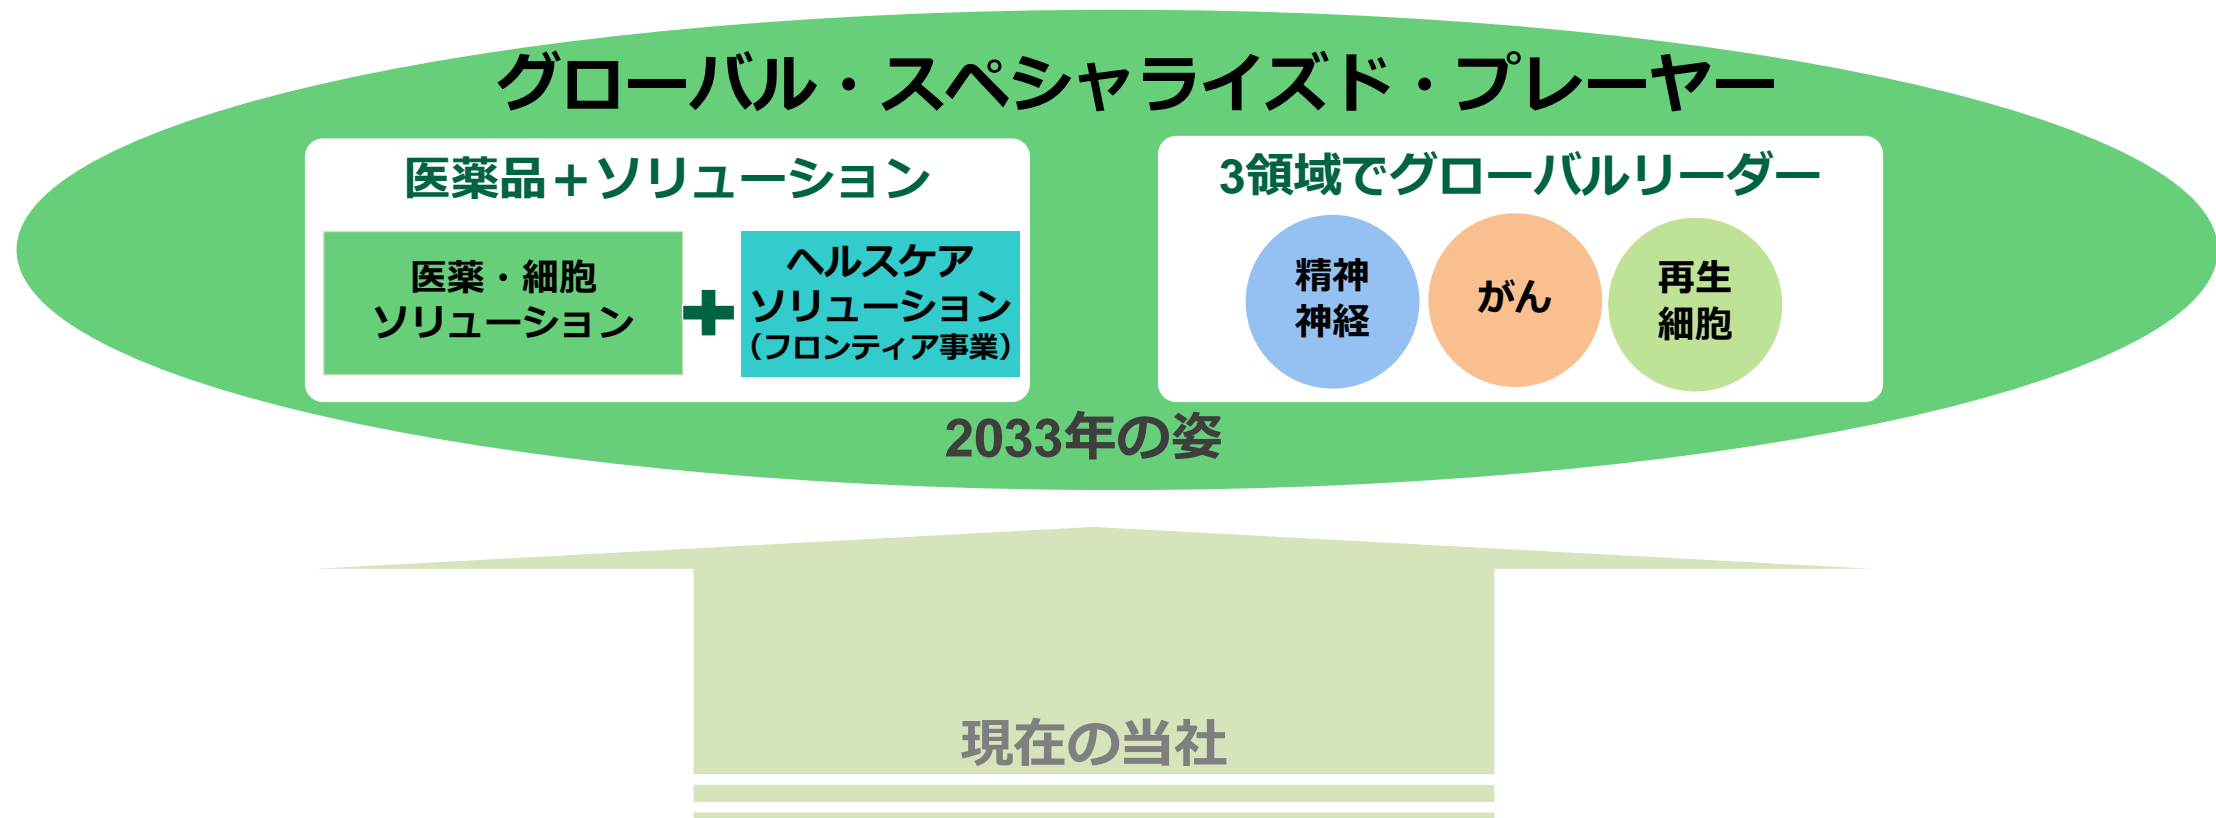 グローバル・スペシャライズド・プレーヤー
医薬品＋ソリューション
医薬・細胞
ソリューション
ヘルスケア
ソリューション
（フロンティア事業）
3領域でグローバルリーダー
精神
神経
がん
再生
細胞
2033年の姿
現在の当社